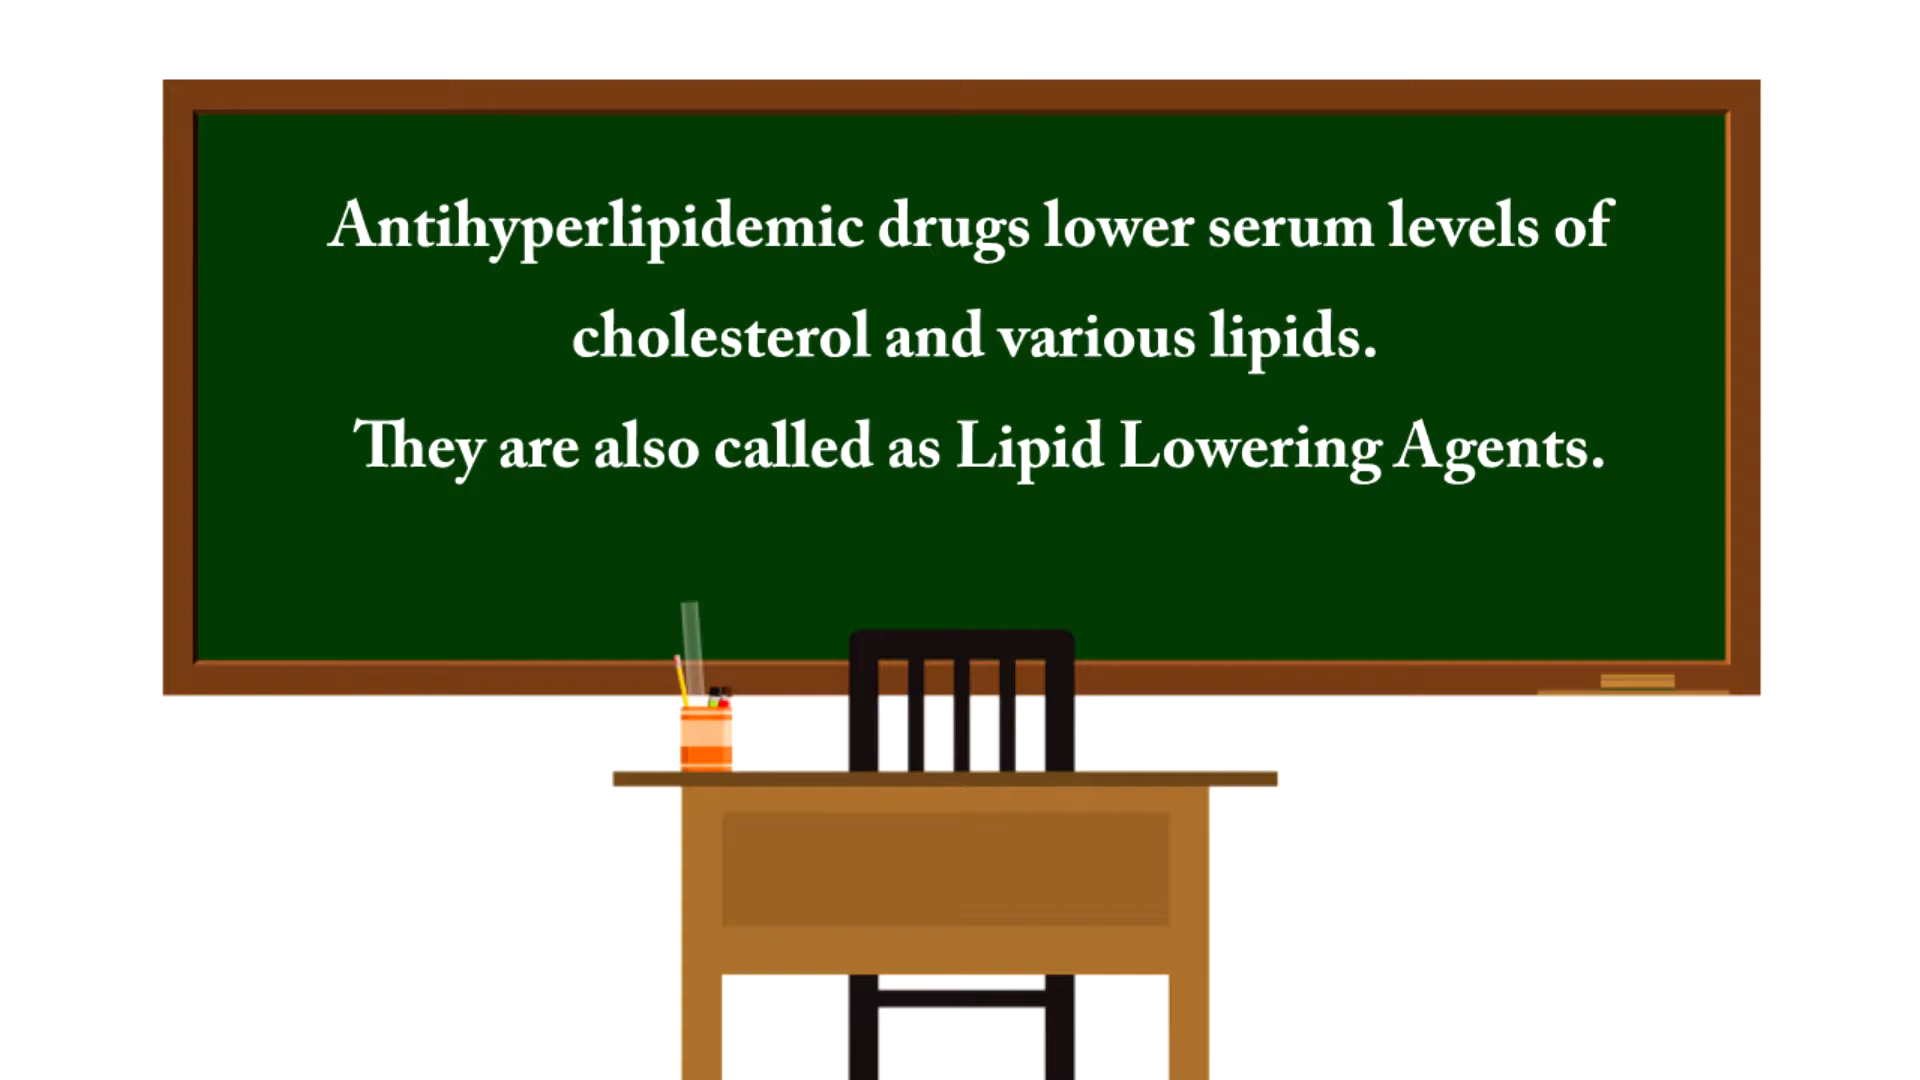 Antihyperlipidemic drugs lower serum levels of
cholesterol and various lipids.
They are also called as Lipid Lowering Agents.